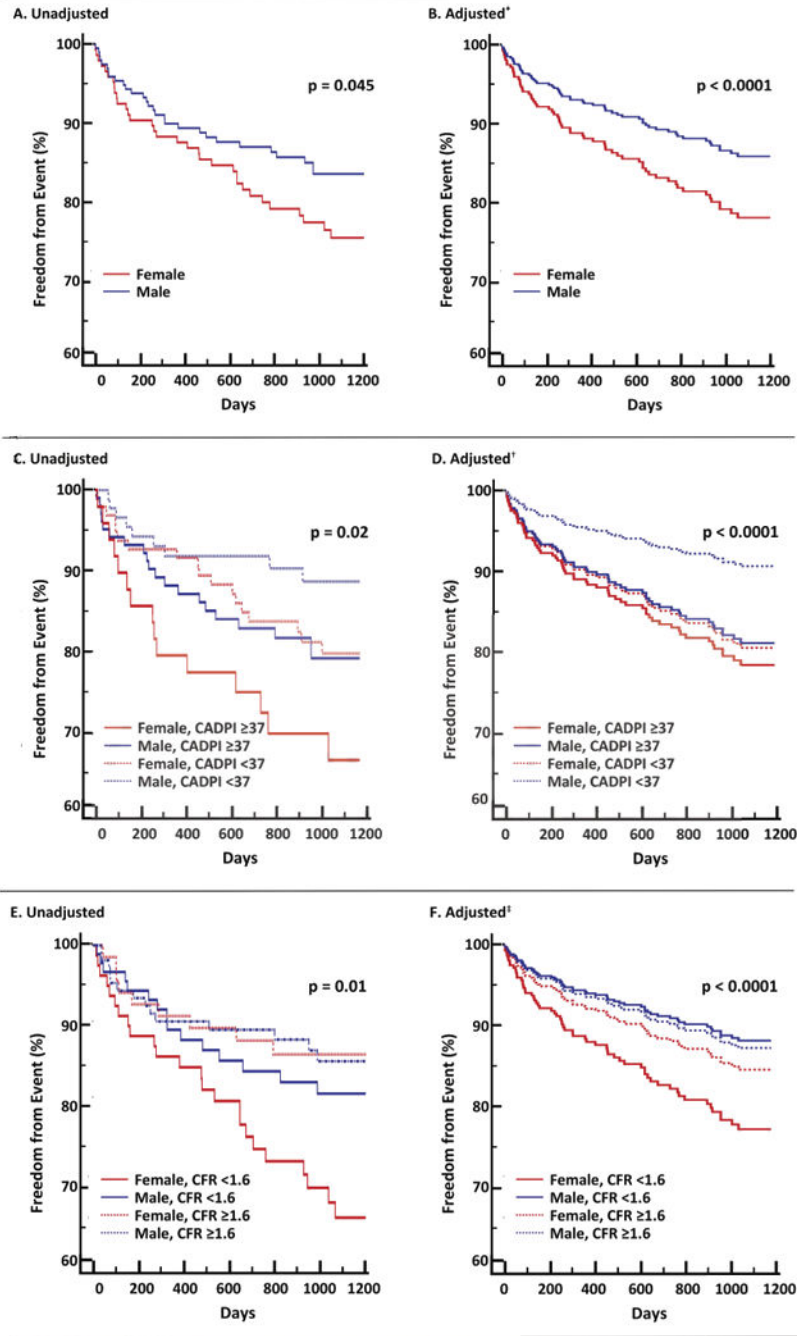 A. Unadjusted
100
90
80
70
60
Freedom from Event (%)
p = 0.045
Female
Male
0 200 400 600 800 1000 1200
Days
B. Adjusted*
100
90
80
70
60
Freedom from Event (%)
p < 0.0001
Female
Male
0 200 400 600 800 1000 1200
Days
C. Unadjusted
100
90
80
70
60
Freedom from Event (%)
p = 0.02
Female, CADPI ≥37
Male, CADPI ≥37
Female, CADPI <37
Male, CADPI <37
0 200 400 600 800 1000 1200
Days
D. Adjusted†
100
90
80
70
60
Freedom from Event (%)
p < 0.0001
Female, CADPI ≥37
Male, CADPI ≥37
Female, CADPI <37
Male, CADPI <37
0 200 400 600 800 1000 1200
Days
E. Unadjusted
100
90
80
70
60
Freedom from Event (%)
p = 0.01
Female, CFR <1.6
Male, CFR <1.6
Female, CFR ≥1.6
Male, CFR ≥1.6
0 200 400 600 800 1000 1200
Days
F. Adjusted‡
100
90
80
70
60
Freedom from Event (%)
p < 0.0001
Female, CFR <1.6
Male, CFR <1.6
Female, CFR ≥1.6
Male, CFR ≥1.6
0 200 400 600 800 1000 1200
Days